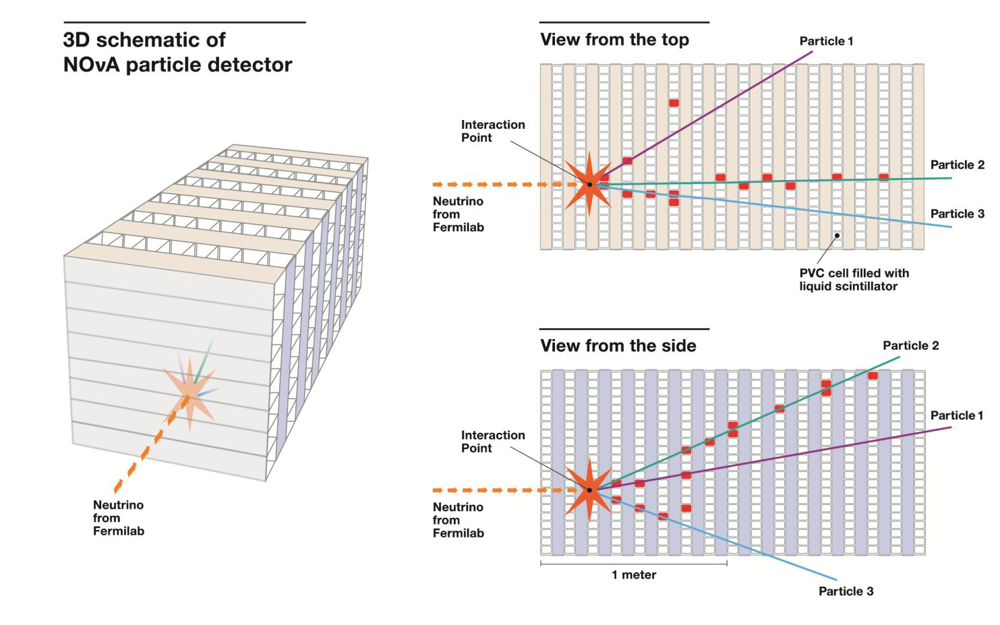 3D schematic of
NOvA particle detector
Neutrino
from
Fermilab
View from the top
Particle 1
Interaction
Point
Particle 2
Neutrino
from
Fermilab
Particle 3
PVC cell filled with
liquid scintillator
View from the side
Particle 2
Particle 1
Interaction
Point
Neutrino
from
Fermilab
1 meter
Particle 3